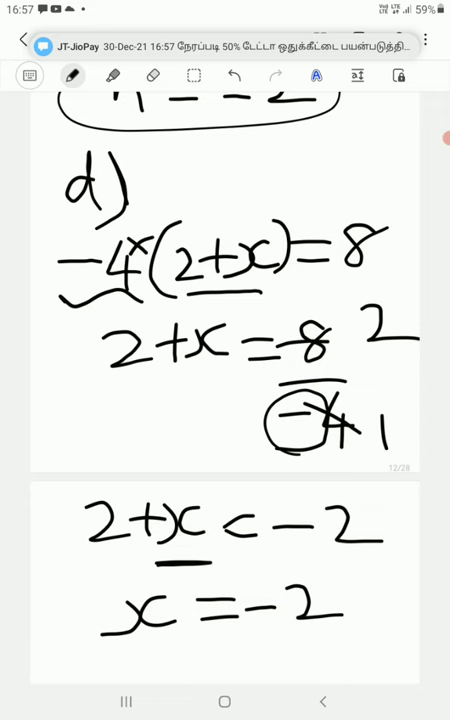 16:57
59%
JT-JioPay 30-Dec-21 16:57 நேரப்படி 50% டேட்டா ஒதுக்கீட்டை பயன்படுத்தி...
n = -2
d)
-4×(2+x)=8
2+x = -8 2
-4 1
12/28
2+x < -2
x = -2